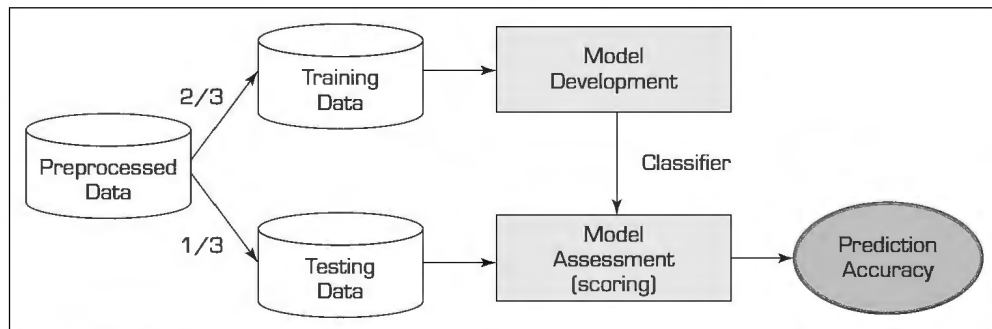 Preprocessed
Data
2/3
1/3
Training
Data
Testing
Data
Model
Development
Classifier
Model
Assessment
(scoring)
Prediction
Accuracy